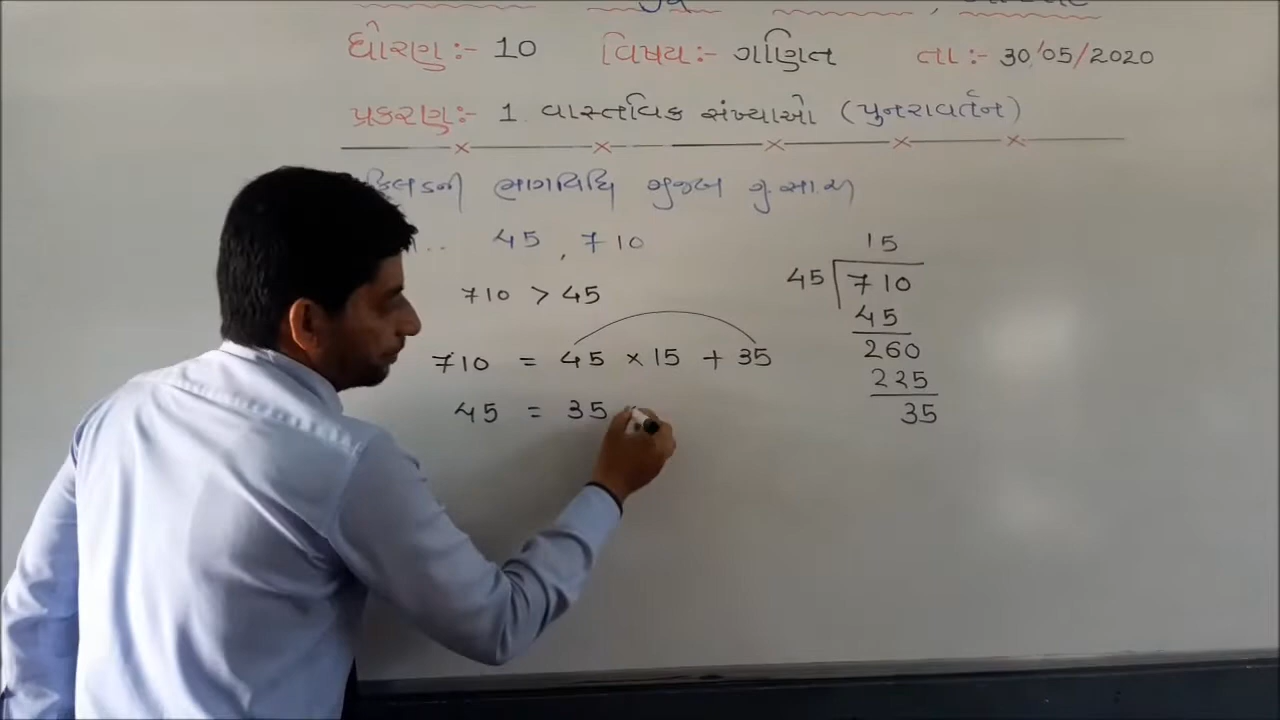 ધોરણ:- 10 વિષય:- ગણિત તા:- 30/05/2020
પ્રકરણ:- 1. વાસ્તવિક સંખ્યાઓ (પુનરાવર્તન)
ભાગવિધિ મુજબ ગુ.સા.અ
45 , 710
710 > 45
710 = 45 × 15 + 35
45 = 35
15
45 710
45
260
225
35